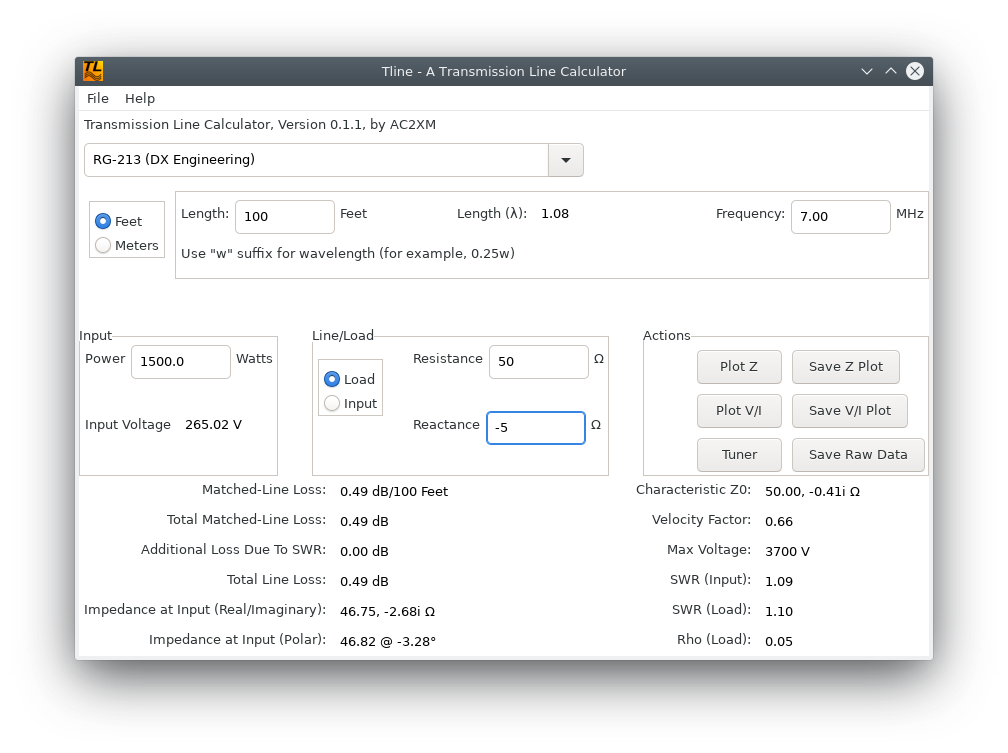 TL
Tline - A Transmission Line Calculator
File Help
Transmission Line Calculator, Version 0.1.1, by AC2XM
RG-213 (DX Engineering)
Feet
Meters
Length: 100 Feet Length (λ): 1.08 Frequency: 7.00 MHz
Use "w" suffix for wavelength (for example, 0.25w)
Input
Power 1500.0 Watts
Input Voltage 265.02 V
Line/Load
Load
Input
Resistance 50 Ω
Reactance -5 Ω
Actions
Plot Z Save Z Plot
Plot V/I Save V/I Plot
Tuner Save Raw Data
Matched-Line Loss: 0.49 dB/100 Feet
Total Matched-Line Loss: 0.49 dB
Additional Loss Due To SWR: 0.00 dB
Total Line Loss: 0.49 dB
Impedance at Input (Real/Imaginary): 46.75, -2.68i Ω
Impedance at Input (Polar): 46.82 @ -3.28°
Characteristic Z0: 50.00, -0.41i Ω
Velocity Factor: 0.66
Max Voltage: 3700 V
SWR (Input): 1.09
SWR (Load): 1.10
Rho (Load): 0.05